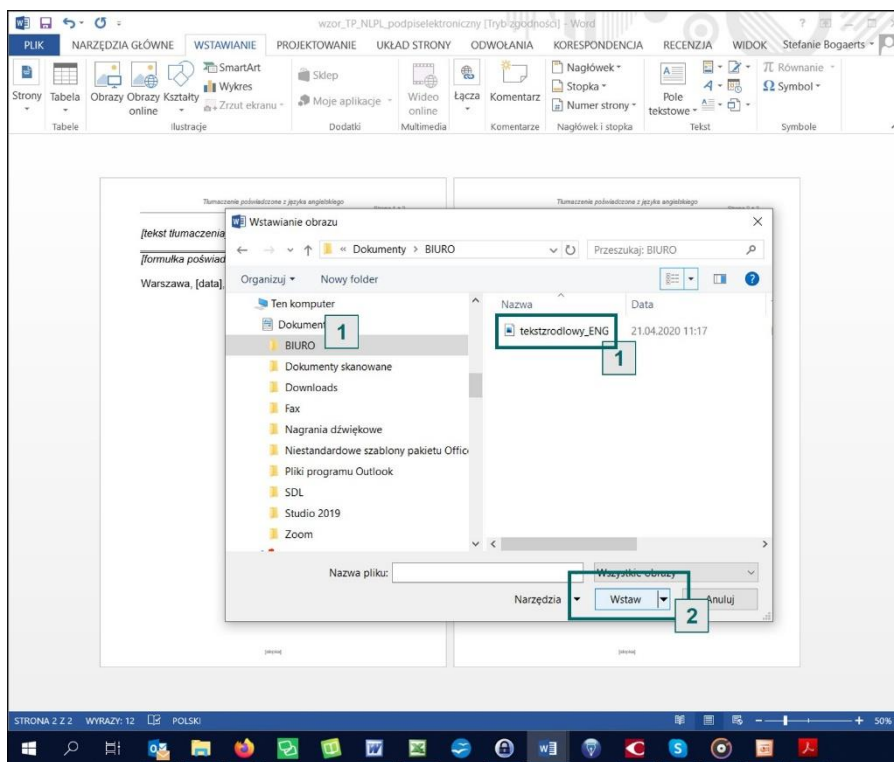 wzor_TP_NLPL_podpiselektroniczny [Tryb zgodności] - Word
PLIK NARZĘDZIA GŁÓWNE WSTAWIANIE PROJEKTOWANIE UKŁAD STRONY ODWOŁANIA KORESPONDENCJA RECENZJA WIDOK Stefanie Bogaerts
Strony
Tabela
Obrazy
Obrazy online
Kształty
SmartArt
Wykres
Zrzut ekranu
Sklep
Moje aplikacje
Wideo online
Łącza
Komentarz
Nagłówek
Stopka
Numer strony
Pole tekstowe
Równanie
Symbol
Tabele Ilustracje Dodatki Multimedia Komentarze Nagłówek i stopka Tekst Symbole
Tłumaczenie poświadczone z języka angielskiego
Tłumaczenie poświadczone z języka angielskiego
[tekst tłumaczenia
[formułka poświad
Warszawa, [data],
Wstawianie obrazu
« Dokumenty > BIURO
Przeszukaj: BIURO
Organizuj Nowy folder
Ten komputer
Dokument
1
BIURO
Dokumenty skanowane
Downloads
Fax
Nagrania dźwiękowe
Niestandardowe szablony pakietu Office
Pliki programu Outlook
SDL
Studio 2019
Zoom
Nazwa Data
tekstzrodlowy_ENG 21.04.2020 11:17
1
Nazwa pliku:
Wszystkie obrazy
Narzędzia Wstaw Anuluj
2
STRONA 2 Z 2 WYRAZY: 12 POLSKI 50%